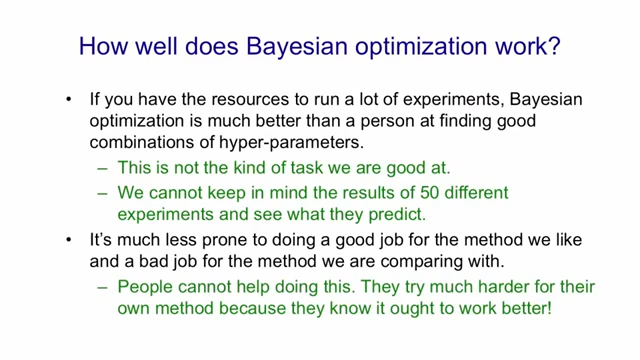 How well does Bayesian optimization work?
• If you have the resources to run a lot of experiments, Bayesian
optimization is much better than a person at finding good
combinations of hyper-parameters.
– This is not the kind of task we are good at.
– We cannot keep in mind the results of 50 different
experiments and see what they predict.
• It's much less prone to doing a good job for the method we like
and a bad job for the method we are comparing with.
– People cannot help doing this. They try much harder for their
own method because they know it ought to work better!